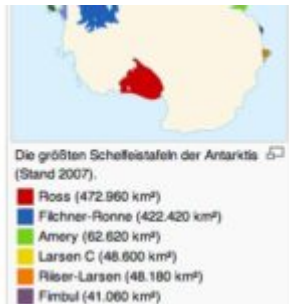 Die größten Schelfeistafeln der Antarktis
(Stand 2007).
Ross (472.960 km²)
Filchner-Ronne (422.420 km²)
Amery (62.620 km²)
Larsen C (48.600 km²)
Riiser-Larsen (48.180 km²)
Fimbul (41.060 km²)